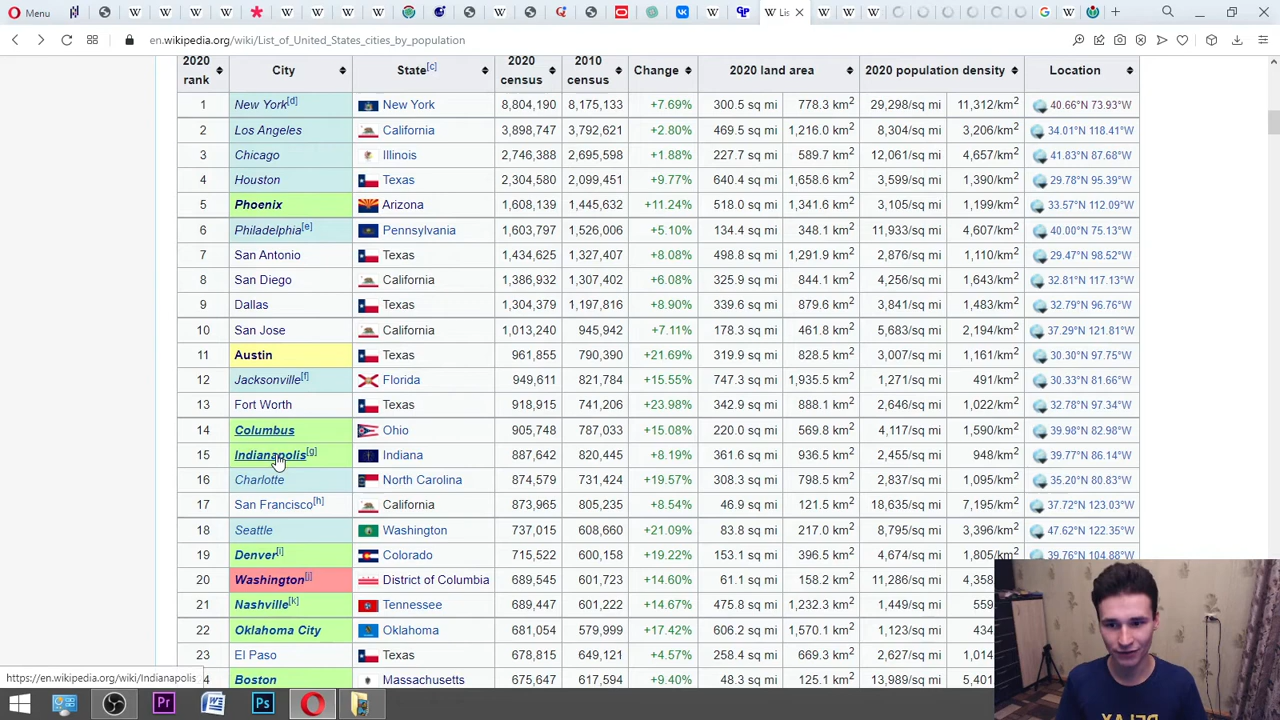 Menu
Lis
en.wikipedia.org/wiki/List_of_United_States_cities_by_population
2020 rank City State[c] 2020 census 2010 census Change 2020 land area 2020 population density Location
1 New York[d] New York 8,804,190 8,175,133 +7.69% 300.5 sq mi 778.3 km2 29,298/sq mi 11,312/km2 40.66°N 73.93°W
2 Los Angeles California 3,898,747 3,792,621 +2.80% 469.5 sq mi 1,216.0 km2 8,304/sq mi 3,206/km2 34.01°N 118.41°W
3 Chicago Illinois 2,746,388 2,695,598 +1.88% 227.7 sq mi 589.7 km2 12,061/sq mi 4,657/km2 41.83°N 87.68°W
4 Houston Texas 2,304,580 2,099,451 +9.77% 640.4 sq mi 1,658.6 km2 3,599/sq mi 1,390/km2 29.78°N 95.39°W
5 Phoenix Arizona 1,608,139 1,445,632 +11.24% 518.0 sq mi 1,341.6 km2 3,105/sq mi 1,199/km2 33.57°N 112.09°W
6 Philadelphia[e] Pennsylvania 1,603,797 1,526,006 +5.10% 134.4 sq mi 348.1 km2 11,933/sq mi 4,607/km2 40.00°N 75.13°W
7 San Antonio Texas 1,434,625 1,327,407 +8.08% 498.8 sq mi 1,291.9 km2 2,876/sq mi 1,110/km2 29.47°N 98.52°W
8 San Diego California 1,386,932 1,307,402 +6.08% 325.9 sq mi 844.1 km2 4,256/sq mi 1,643/km2 32.81°N 117.13°W
9 Dallas Texas 1,304,379 1,197,816 +8.90% 339.6 sq mi 879.6 km2 3,841/sq mi 1,483/km2 32.79°N 96.76°W
10 San Jose California 1,013,240 945,942 +7.11% 178.3 sq mi 461.8 km2 5,683/sq mi 2,194/km2 37.29°N 121.81°W
11 Austin Texas 961,855 790,390 +21.69% 319.9 sq mi 828.5 km2 3,007/sq mi 1,161/km2 30.30°N 97.75°W
12 Jacksonville[f] Florida 949,611 821,784 +15.55% 747.3 sq mi 1,935.5 km2 1,271/sq mi 491/km2 30.33°N 81.66°W
13 Fort Worth Texas 918,915 741,206 +23.98% 342.9 sq mi 888.1 km2 2,646/sq mi 1,022/km2 32.78°N 97.34°W
14 Columbus Ohio 905,748 787,033 +15.08% 220.0 sq mi 569.8 km2 4,117/sq mi 1,590/km2 39.98°N 82.98°W
15 Indianapolis[g] Indiana 887,642 820,445 +8.19% 361.6 sq mi 936.5 km2 2,455/sq mi 948/km2 39.77°N 86.14°W
16 Charlotte North Carolina 874,579 731,424 +19.57% 308.3 sq mi 798.5 km2 2,837/sq mi 1,095/km2 35.20°N 80.83°W
17 San Francisco[h] California 873,965 805,235 +8.54% 46.9 sq mi 121.5 km2 18,635/sq mi 7,195/km2 37.72°N 123.03°W
18 Seattle Washington 737,015 608,660 +21.09% 83.8 sq mi 217.0 km2 8,795/sq mi 3,396/km2 47.62°N 122.35°W
19 Denver[i] Colorado 715,522 600,158 +19.22% 153.1 sq mi 396.5 km2 4,674/sq mi 1,805/km2 39.76°N 104.88°W
20 Washington[j] District of Columbia 689,545 601,723 +14.60% 61.1 sq mi 158.2 km2 11,286/sq mi
21 Nashville[k] Tennessee 689,447 601,222 +14.67% 475.8 sq mi 1,232.3 km2 1,449/sq mi 559
22 Oklahoma City Oklahoma 681,054 579,999 +17.42% 606.2 sq mi 1,570.1 km2 1,123/sq mi 434
23 El Paso Texas 678,815 649,121 +4.57% 258.4 sq mi 669.3 km2 2,627/sq mi
4 Boston Massachusetts 675,647 617,594 +9.40% 48.3 sq mi 125.1 km2 13,989/sq mi 5,401
https://en.wikipedia.org/wiki/Indianapolis